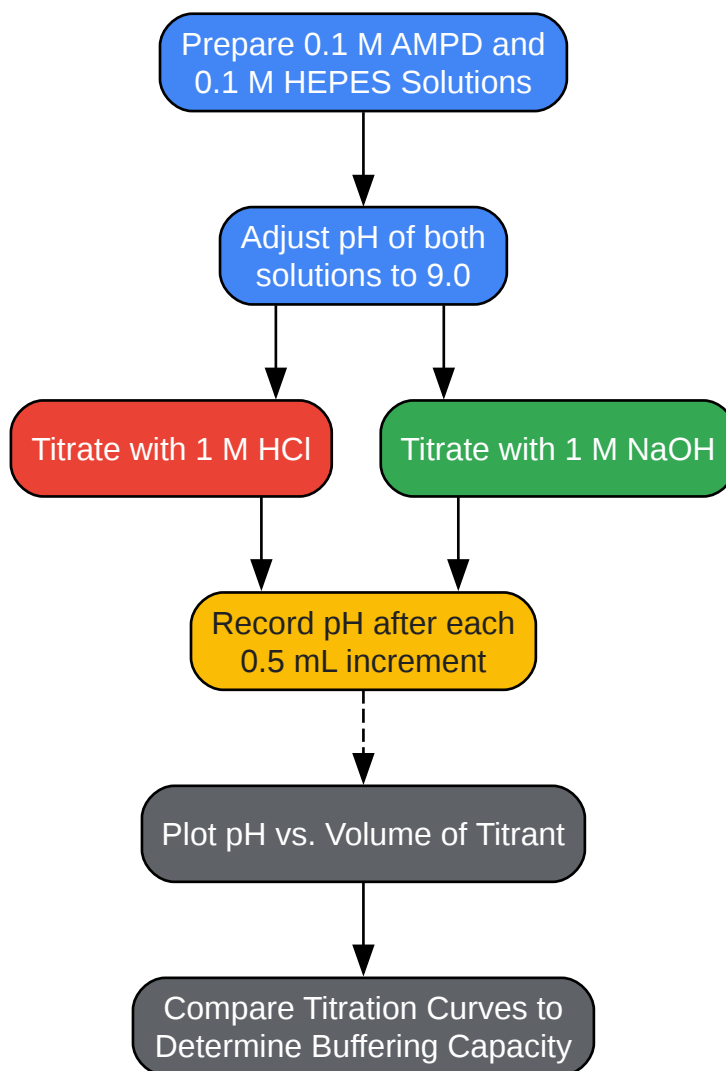 Prepare 0.1 M AMPD and
0.1 M HEPES Solutions
Adjust pH of both
solutions to 9.0
Titrate with 1 M HCl
Titrate with 1 M NaOH
Record pH after each
0.5 mL increment
Plot pH vs. Volume of Titrant
Compare Titration Curves to
Determine Buffering Capacity